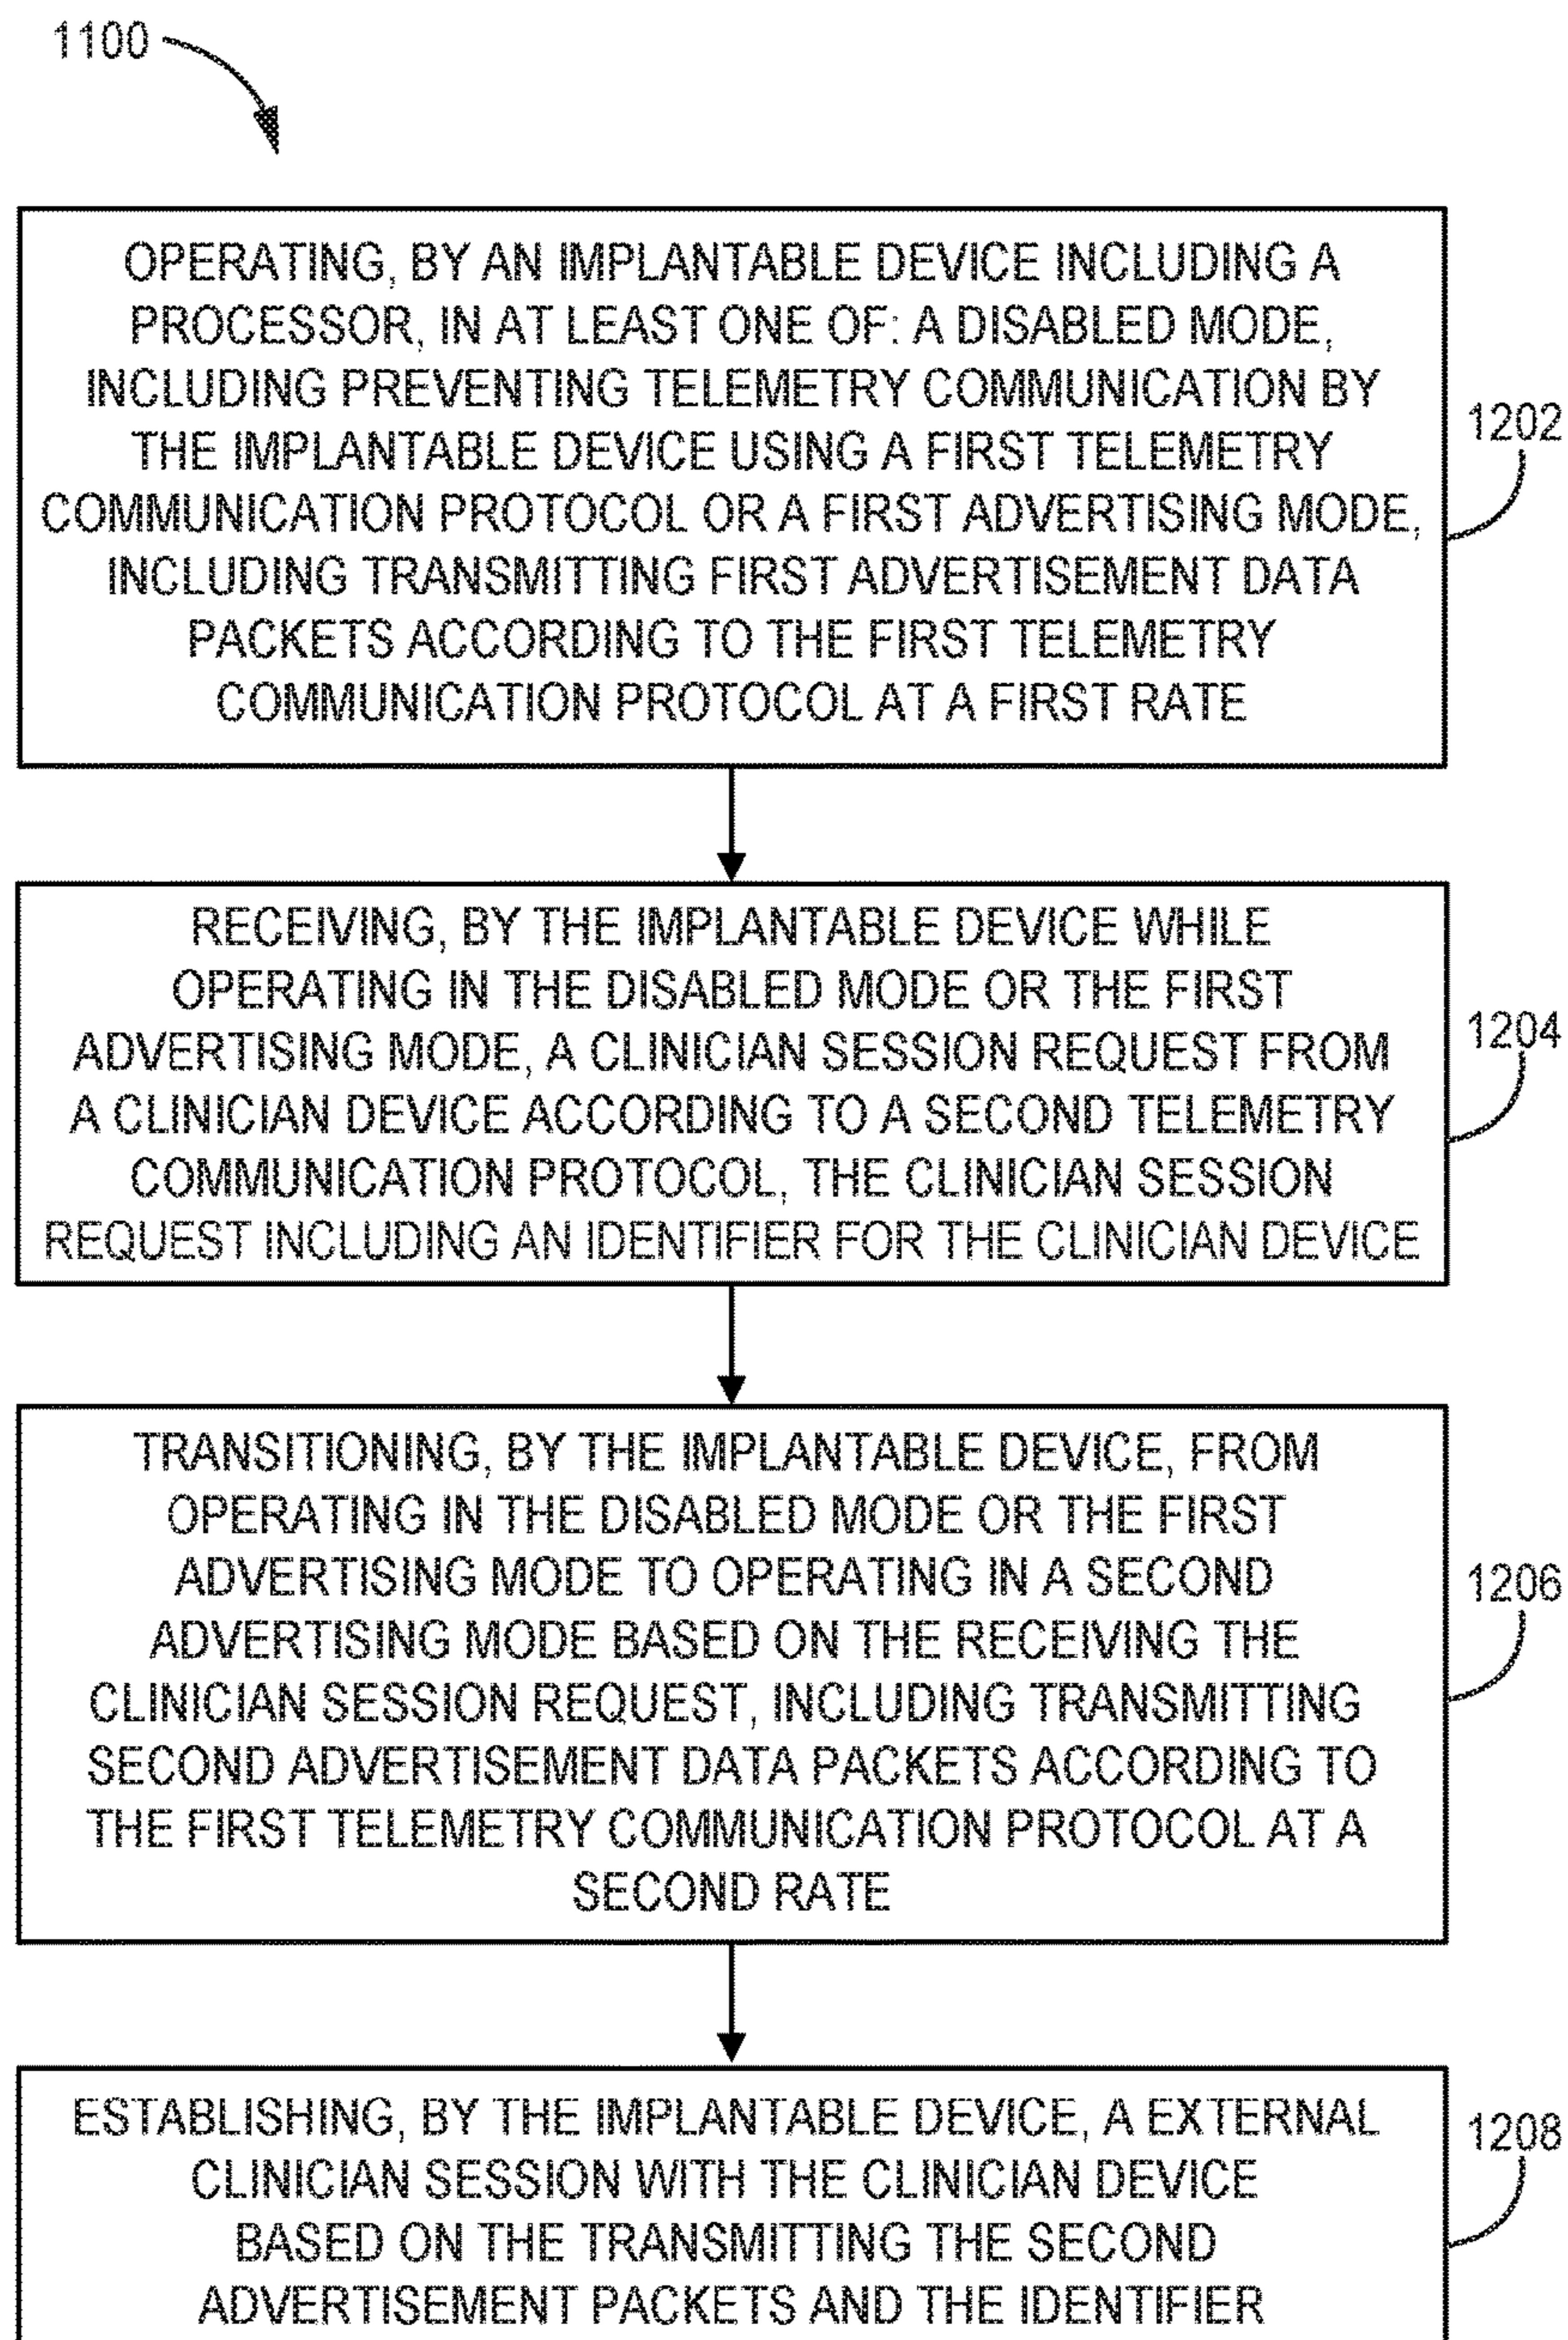 1100
OPERATING, BY AN IMPLANTABLE DEVICE INCLUDING A
PROCESSOR, IN AT LEAST ONE OF: A DISABLED MODE,
INCLUDING PREVENTING TELEMETRY COMMUNICATION BY
THE IMPLANTABLE DEVICE USING A FIRST TELEMETRY
COMMUNICATION PROTOCOL OR A FIRST ADVERTISING MODE,
INCLUDING TRANSMITTING FIRST ADVERTISEMENT DATA
PACKETS ACCORDING TO THE FIRST TELEMETRY
COMMUNICATION PROTOCOL AT A FIRST RATE
1202
RECEIVING, BY THE IMPLANTABLE DEVICE WHILE
OPERATING IN THE DISABLED MODE OR THE FIRST
ADVERTISING MODE, A CLINICIAN SESSION REQUEST FROM
A CLINICIAN DEVICE ACCORDING TO A SECOND TELEMETRY
COMMUNICATION PROTOCOL, THE CLINICIAN SESSION
REQUEST INCLUDING AN IDENTIFIER FOR THE CLINICIAN DEVICE
1204
TRANSITIONING, BY THE IMPLANTABLE DEVICE, FROM
OPERATING IN THE DISABLED MODE OR THE FIRST
ADVERTISING MODE TO OPERATING IN A SECOND
ADVERTISING MODE BASED ON THE RECEIVING THE
CLINICIAN SESSION REQUEST, INCLUDING TRANSMITTING
SECOND ADVERTISEMENT DATA PACKETS ACCORDING TO
THE FIRST TELEMETRY COMMUNICATION PROTOCOL AT A
SECOND RATE
1206
ESTABLISHING, BY THE IMPLANTABLE DEVICE, A EXTERNAL
CLINICIAN SESSION WITH THE CLINICIAN DEVICE
BASED ON THE TRANSMITTING THE SECOND
ADVERTISEMENT PACKETS AND THE IDENTIFIER
1208